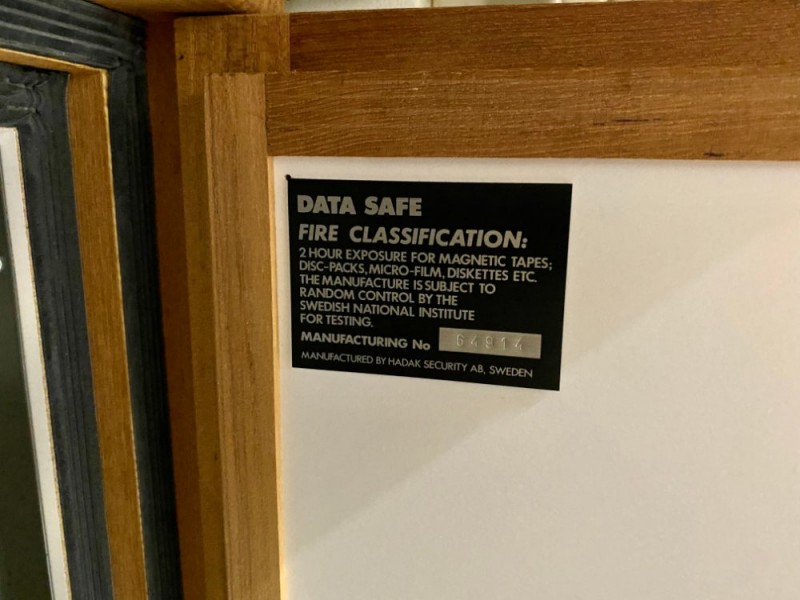 DATA SAFE
FIRE CLASSIFICATION:
2 HOUR EXPOSURE FOR MAGNETIC TAPES;
DISC-PACKS, MICRO-FILM, DISKETTES ETC.
THE MANUFACTURE IS SUBJECT TO
RANDOM CONTROL BY THE
SWEDISH NATIONAL INSTITUTE
FOR TESTING.
MANUFACTURING No 64914
MANUFACTURED BY HADAK SECURITY AB, SWEDEN